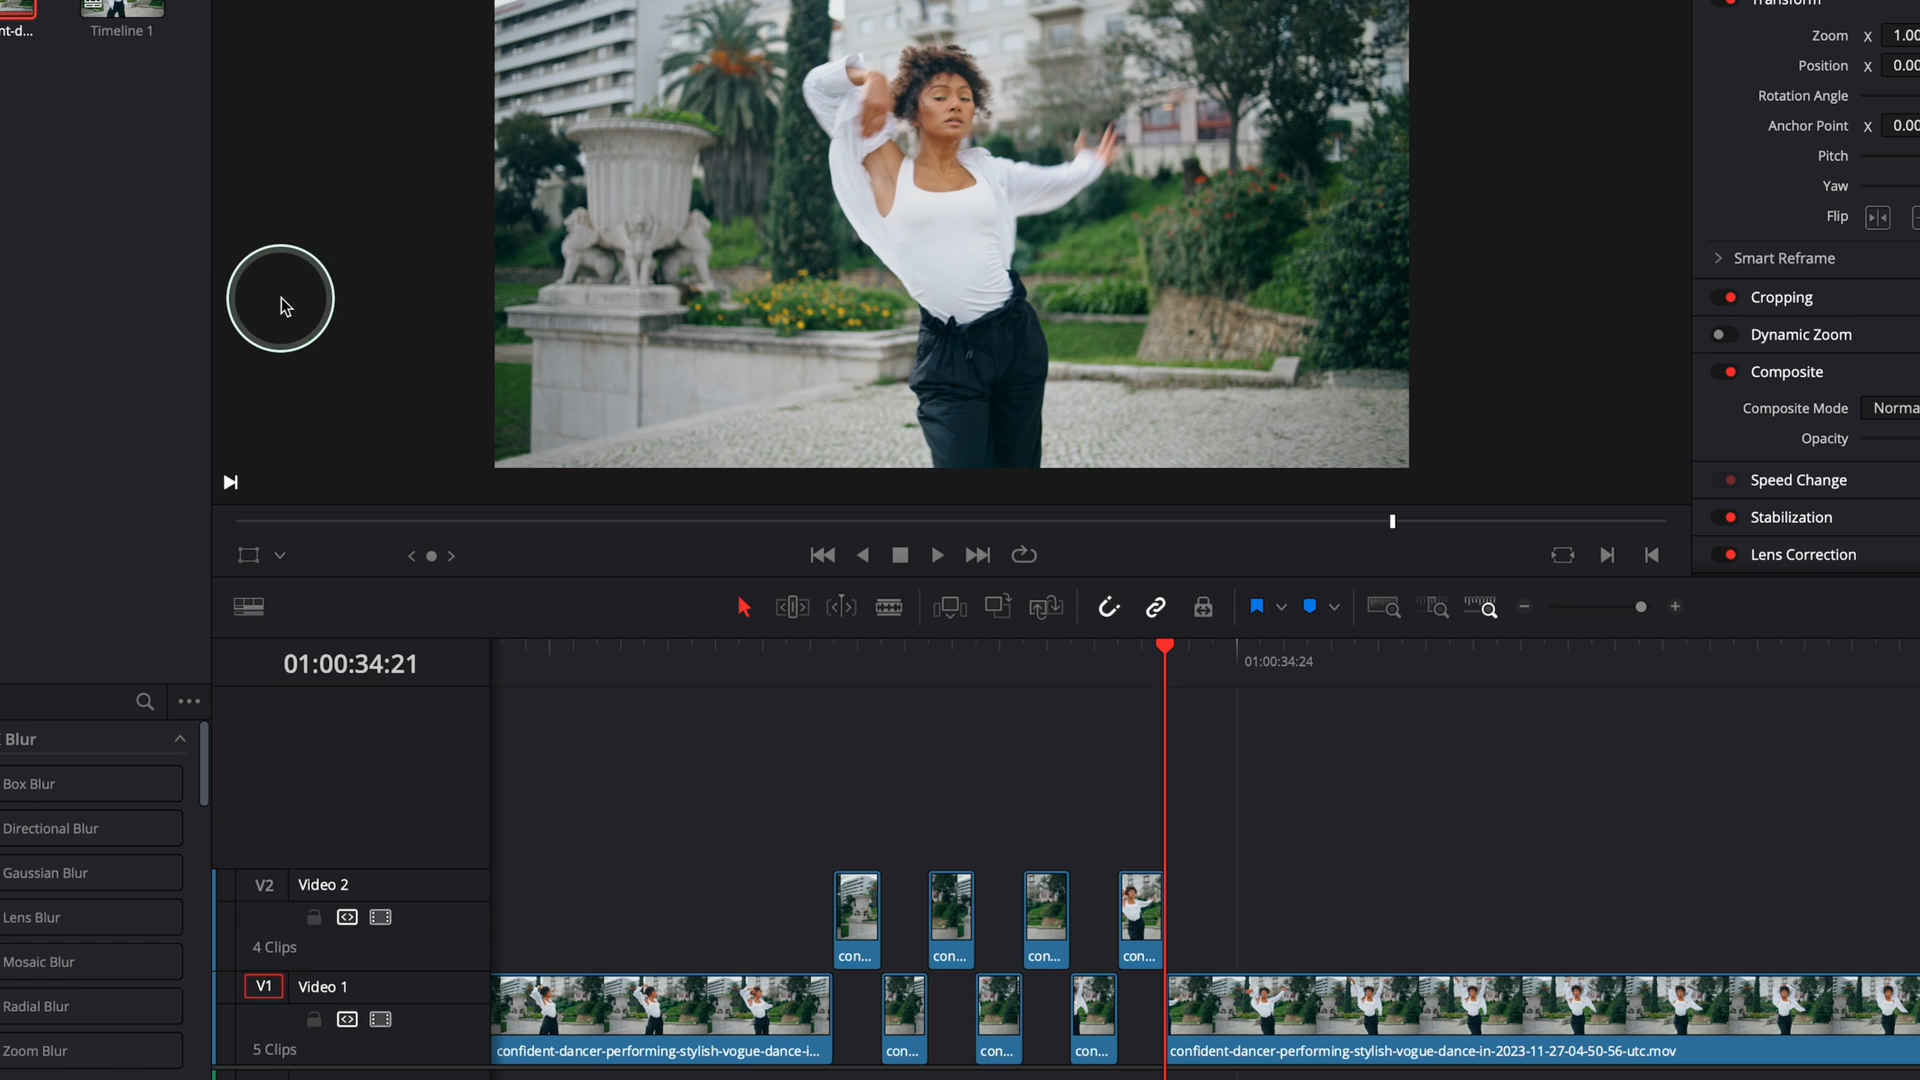 nt-d...
Timeline 1
Transform
Zoom X 1.00
Position X 0.00
Rotation Angle
Anchor Point X 0.00
Pitch
Yaw
Flip
Smart Reframe
Cropping
Dynamic Zoom
Composite
Composite Mode Norma
Opacity
Speed Change
Stabilization
Lens Correction
01:00:34:21
01:00:34:24
Blur
Box Blur
Directional Blur
Gaussian Blur
Lens Blur
Mosaic Blur
Radial Blur
Zoom Blur
V2 Video 2
4 Clips
con... con... con... con...
V1 Video 1
5 Clips
confident-dancer-performing-stylish-vogue-dance-i... con... con... con... confident-dancer-performing-stylish-vogue-dance-in-2023-11-27-04-50-56-utc.mov